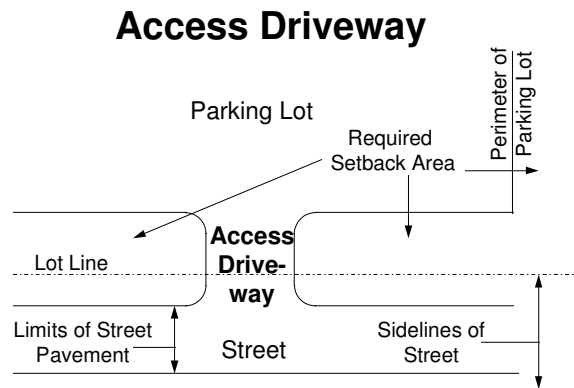 Access Driveway
Parking Lot
Perimeter of
Parking Lot
Required
Setback Area
Access
Drive-
way
Lot Line
Limits of Street
Pavement
Street
Sidelines of
Street